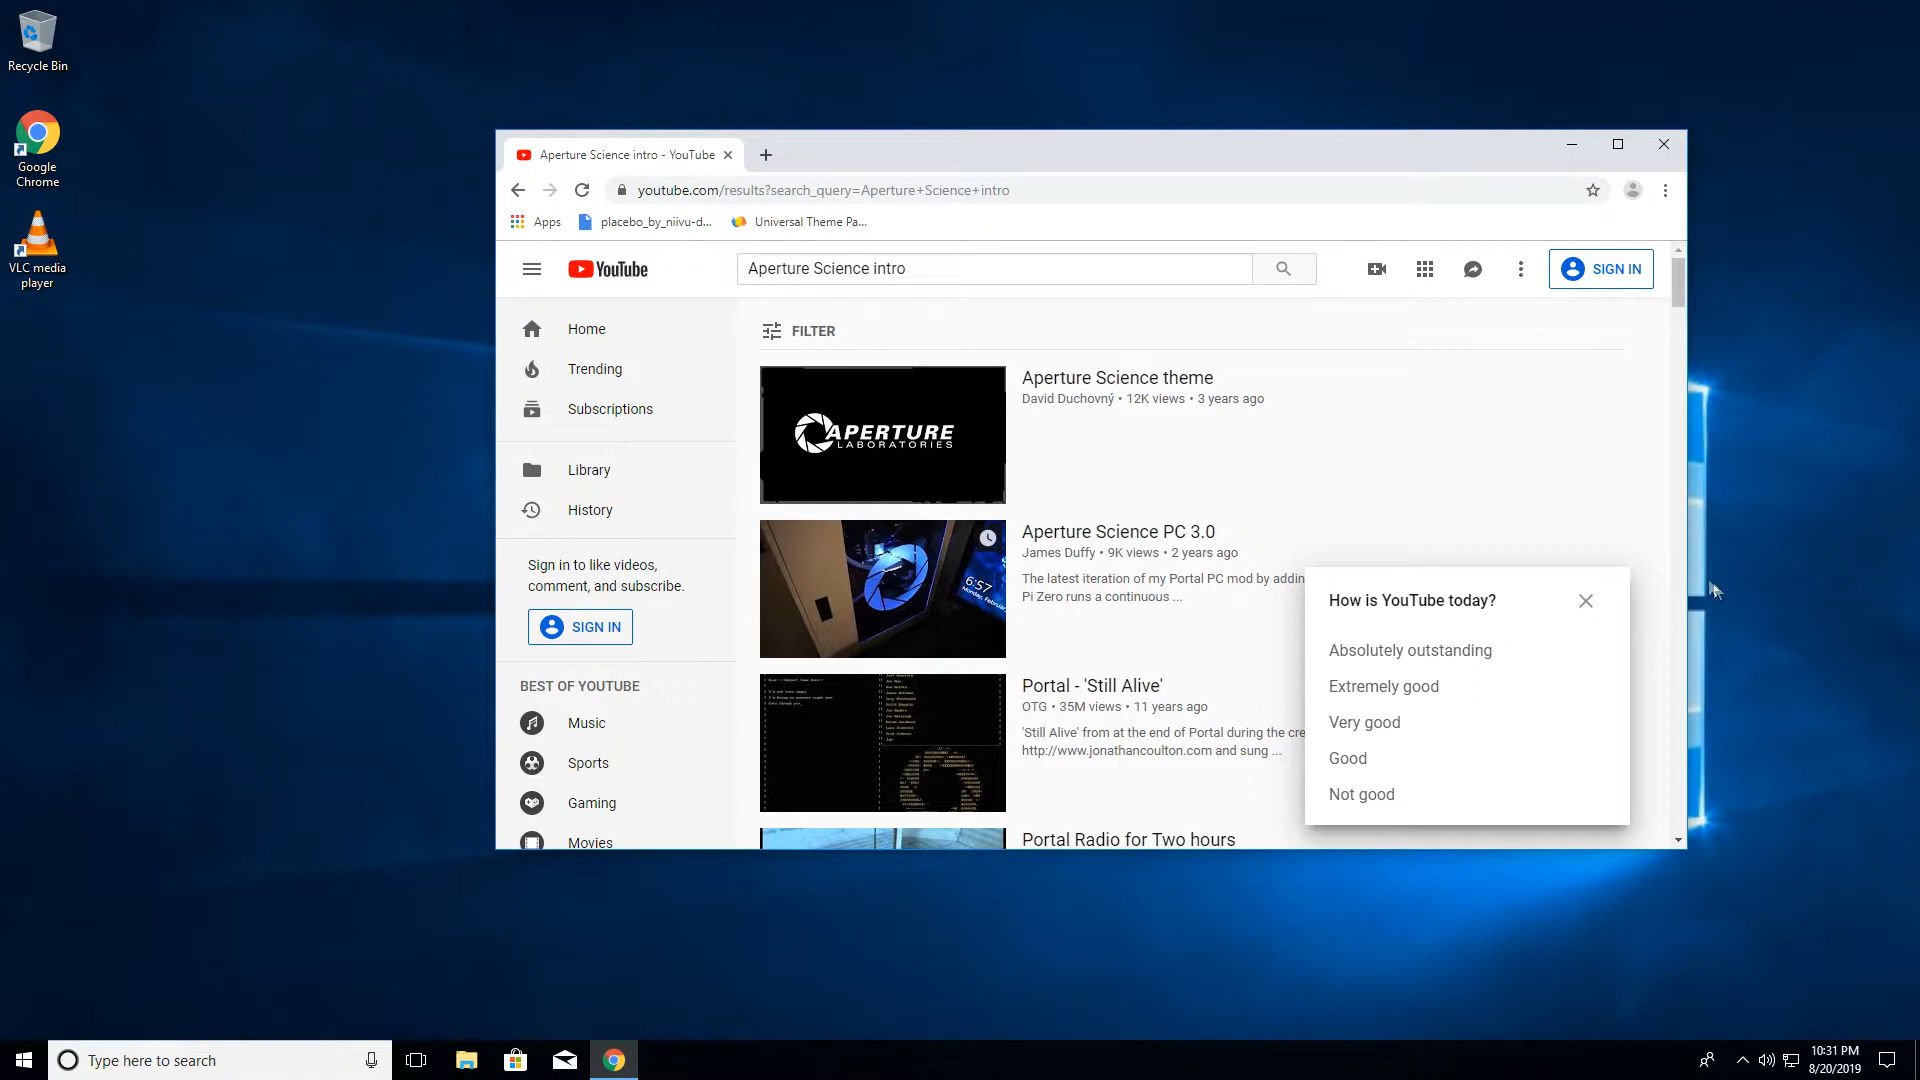 Recycle Bin
Google
Chrome
VLC media
player
Aperture Science intro - YouTube
youtube.com/results?search_query=Aperture+Science+intro
Apps
placebo_by_niivu-d...
Universal Theme Pa...
YouTube
Aperture Science intro
SIGN IN
Home
Trending
Subscriptions
Library
History
Sign in to like videos,
comment, and subscribe.
SIGN IN
BEST OF YOUTUBE
Music
Sports
Gaming
Movies
FILTER
APERTURE
LABORATORIES
Aperture Science theme
David Duchovný • 12K views • 3 years ago
6:57
Aperture Science PC 3.0
James Duffy • 9K views • 2 years ago
The latest iteration of my Portal PC mod by addin
Pi Zero runs a continuous ...
Portal - 'Still Alive'
OTG • 35M views • 11 years ago
'Still Alive' from at the end of Portal during the cre
http://www.jonathancoulton.com and sung ...
Portal Radio for Two hours
How is YouTube today?
Absolutely outstanding
Extremely good
Very good
Good
Not good
Type here to search
10:31 PM
8/20/2019